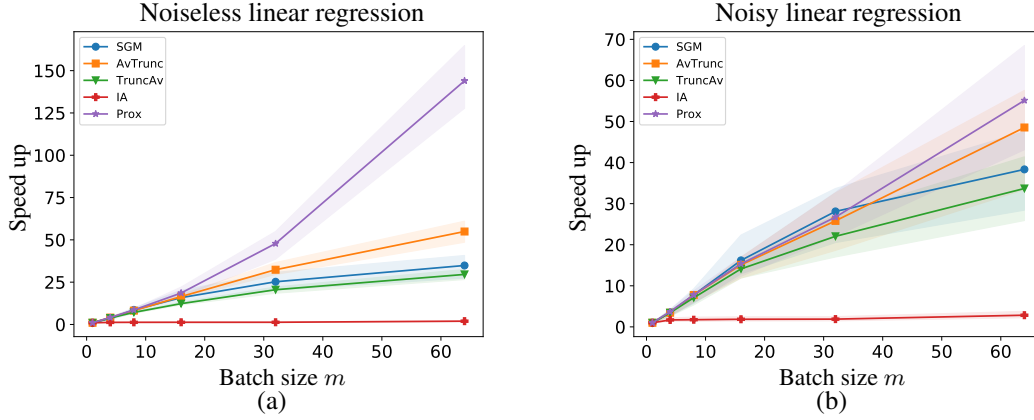 Noiseless linear regression
150
125
100
75
50
25
0
Speed up
SGM
AvTrunc
TruncAv
IA
Prox
0 10 20 30 40 50 60
Batch size m
(a)
Noisy linear regression
70
60
50
40
30
20
10
0
Speed up
SGM
AvTrunc
TruncAv
IA
Prox
0 10 20 30 40 50 60
Batch size m
(b)